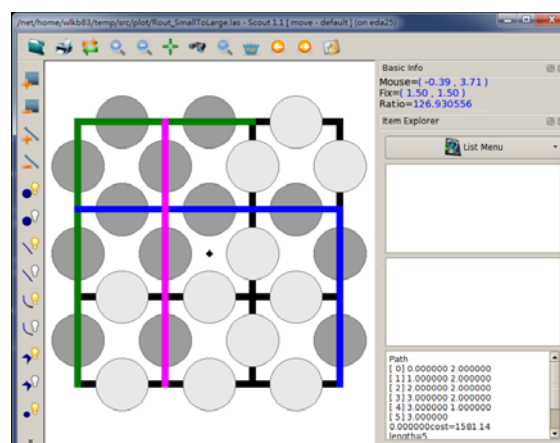 /net/home/wlkb83/temp/src/plot/Rout_SmallToLarge.las - Scout 1.1 [ move - default ] (on eda25)
Basic Info
Mouse=( -0.39 , 3.71 )
Fix=( 1.50 , 1.50 )
Ratio=126.930556
Item Explorer
List Menu
Path
[ 0] 0.000000 2.000000
[ 1] 1.000000 2.000000
[ 2] 2.000000 2.000000
[ 3] 3.000000 2.000000
[ 4] 3.000000 1.000000
[ 5] 3.000000
0.000000cost=1581.14
length=5